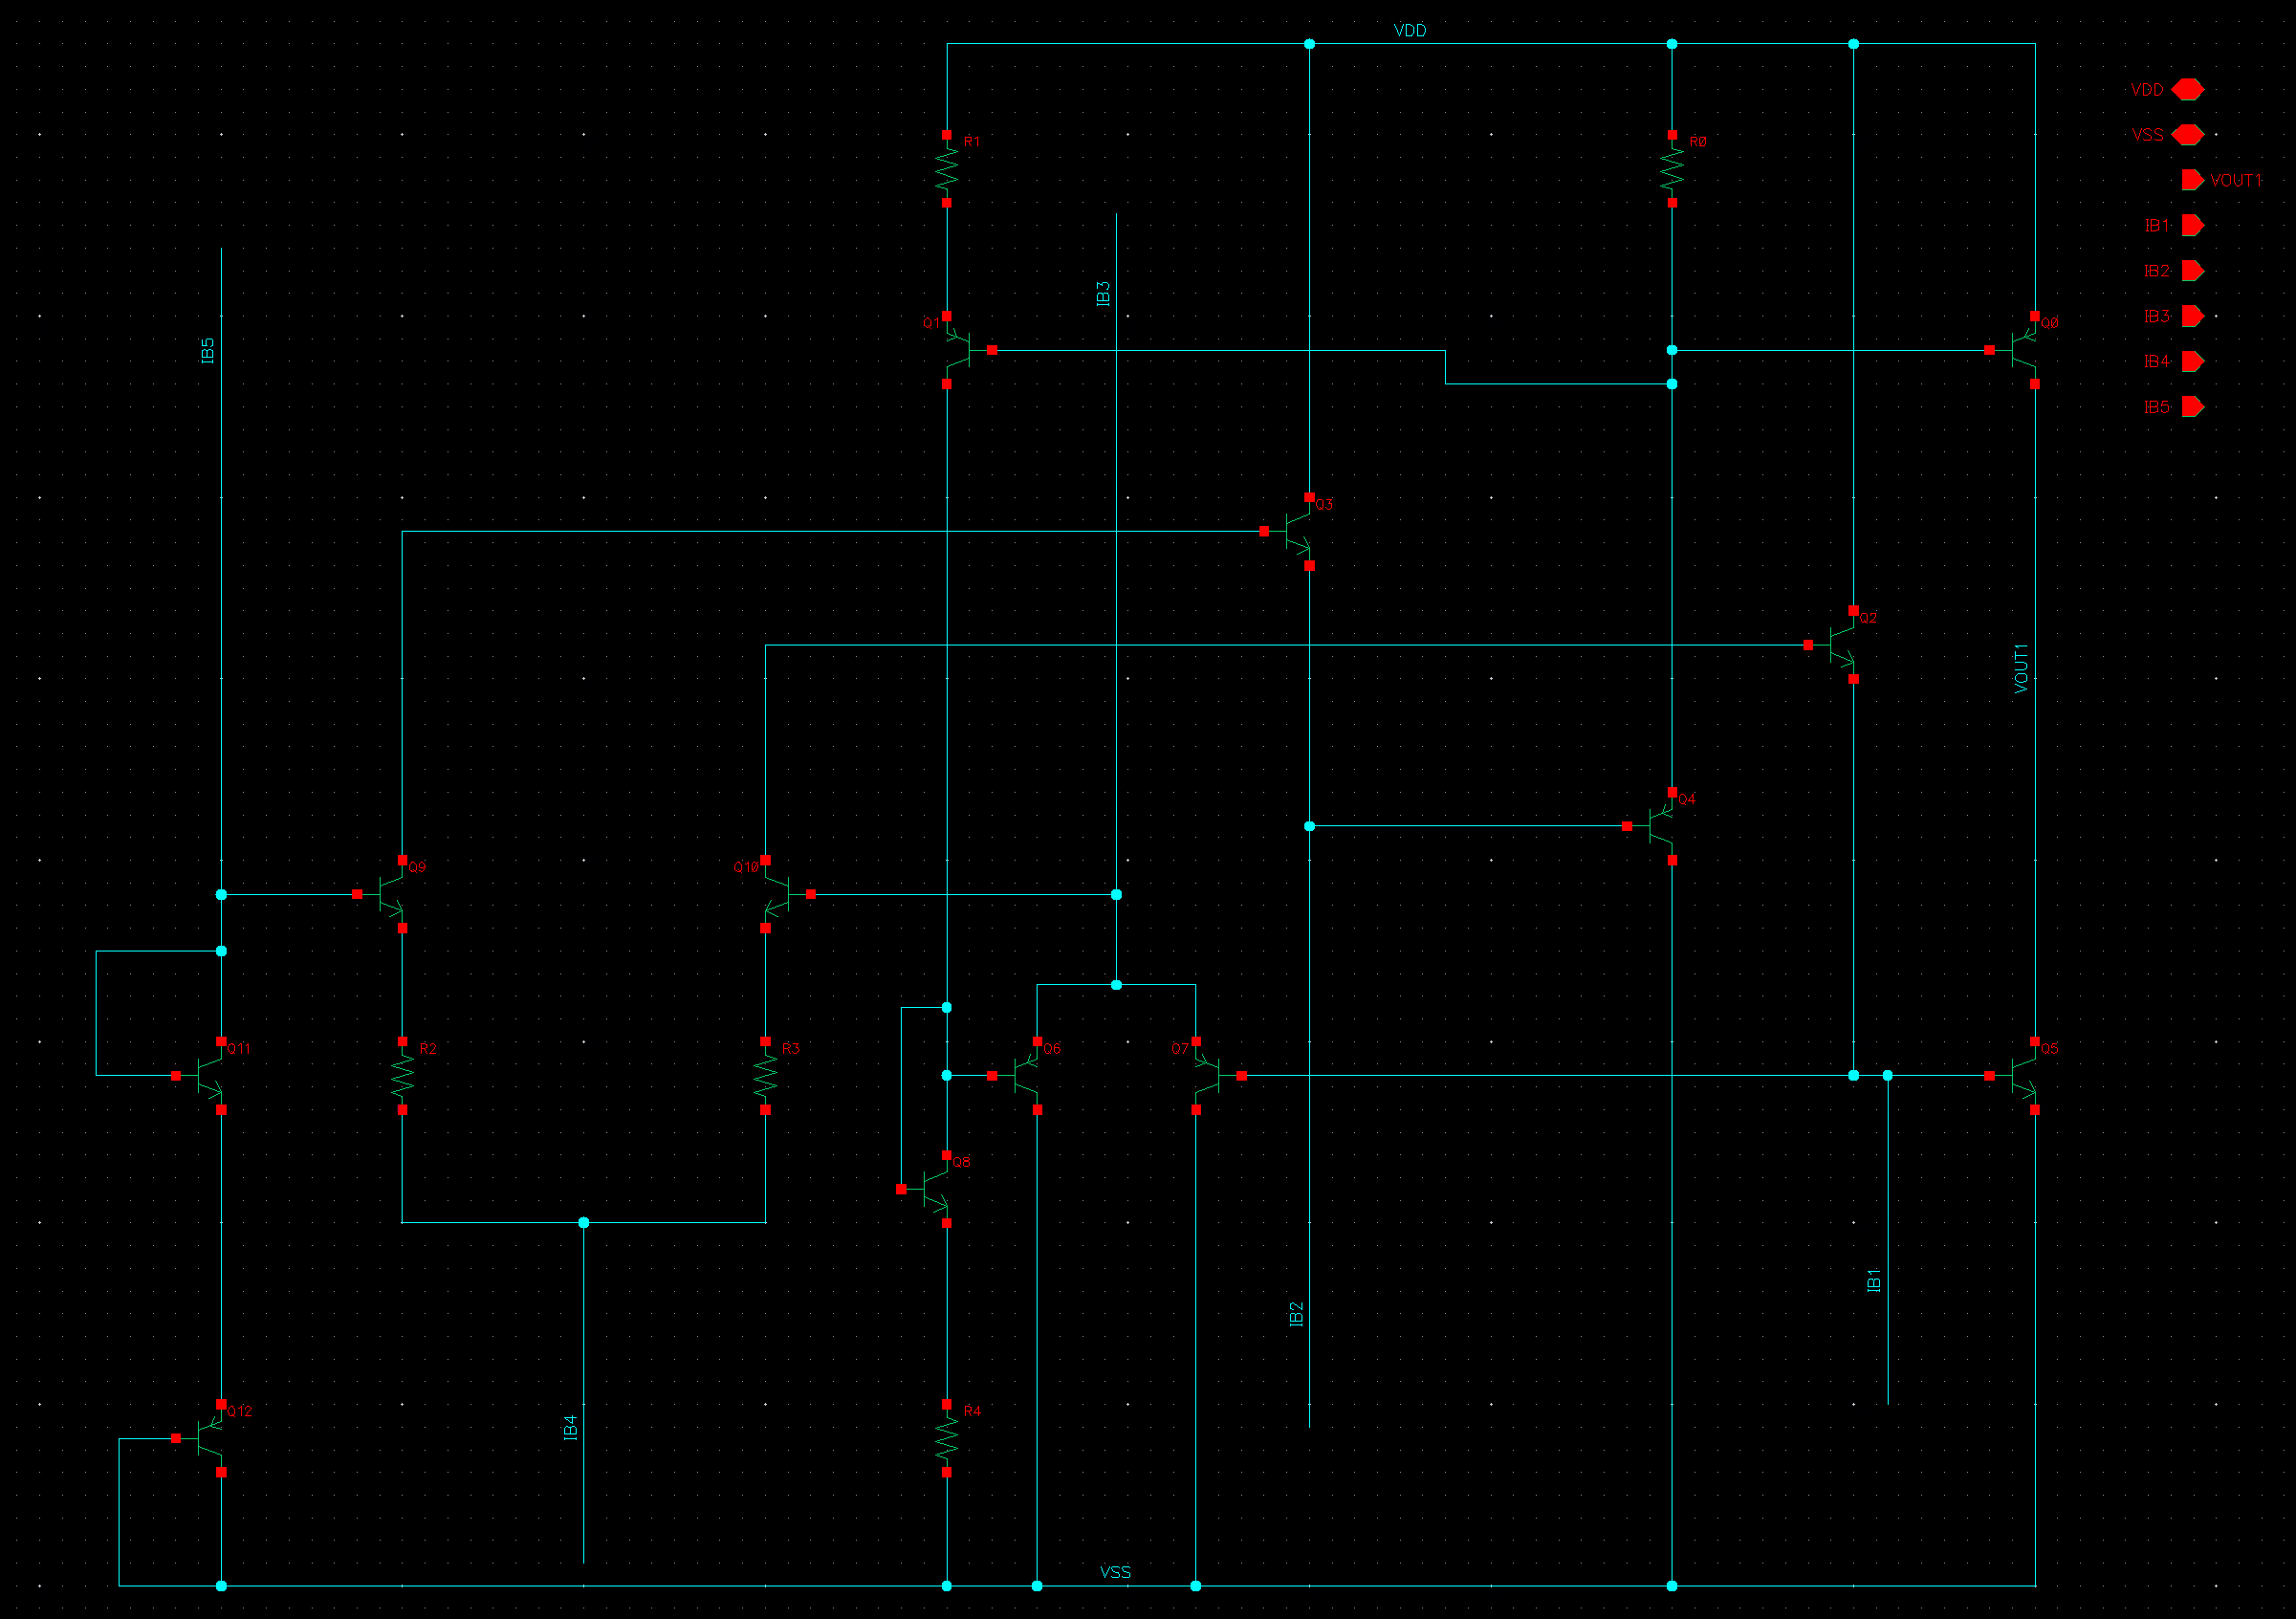 VDD
VDD
R1
R0
VSS
VOUT1
IB1
IB2
IB3
IB3
Q1
Q0
IB5
IB4
IB5
Q3
Q2
VOUT1
Q4
Q9
Q10
Q11
R2
R3
Q6
Q7
Q5
Q8
IB1
IB2
Q12
R4
IB4
VSS